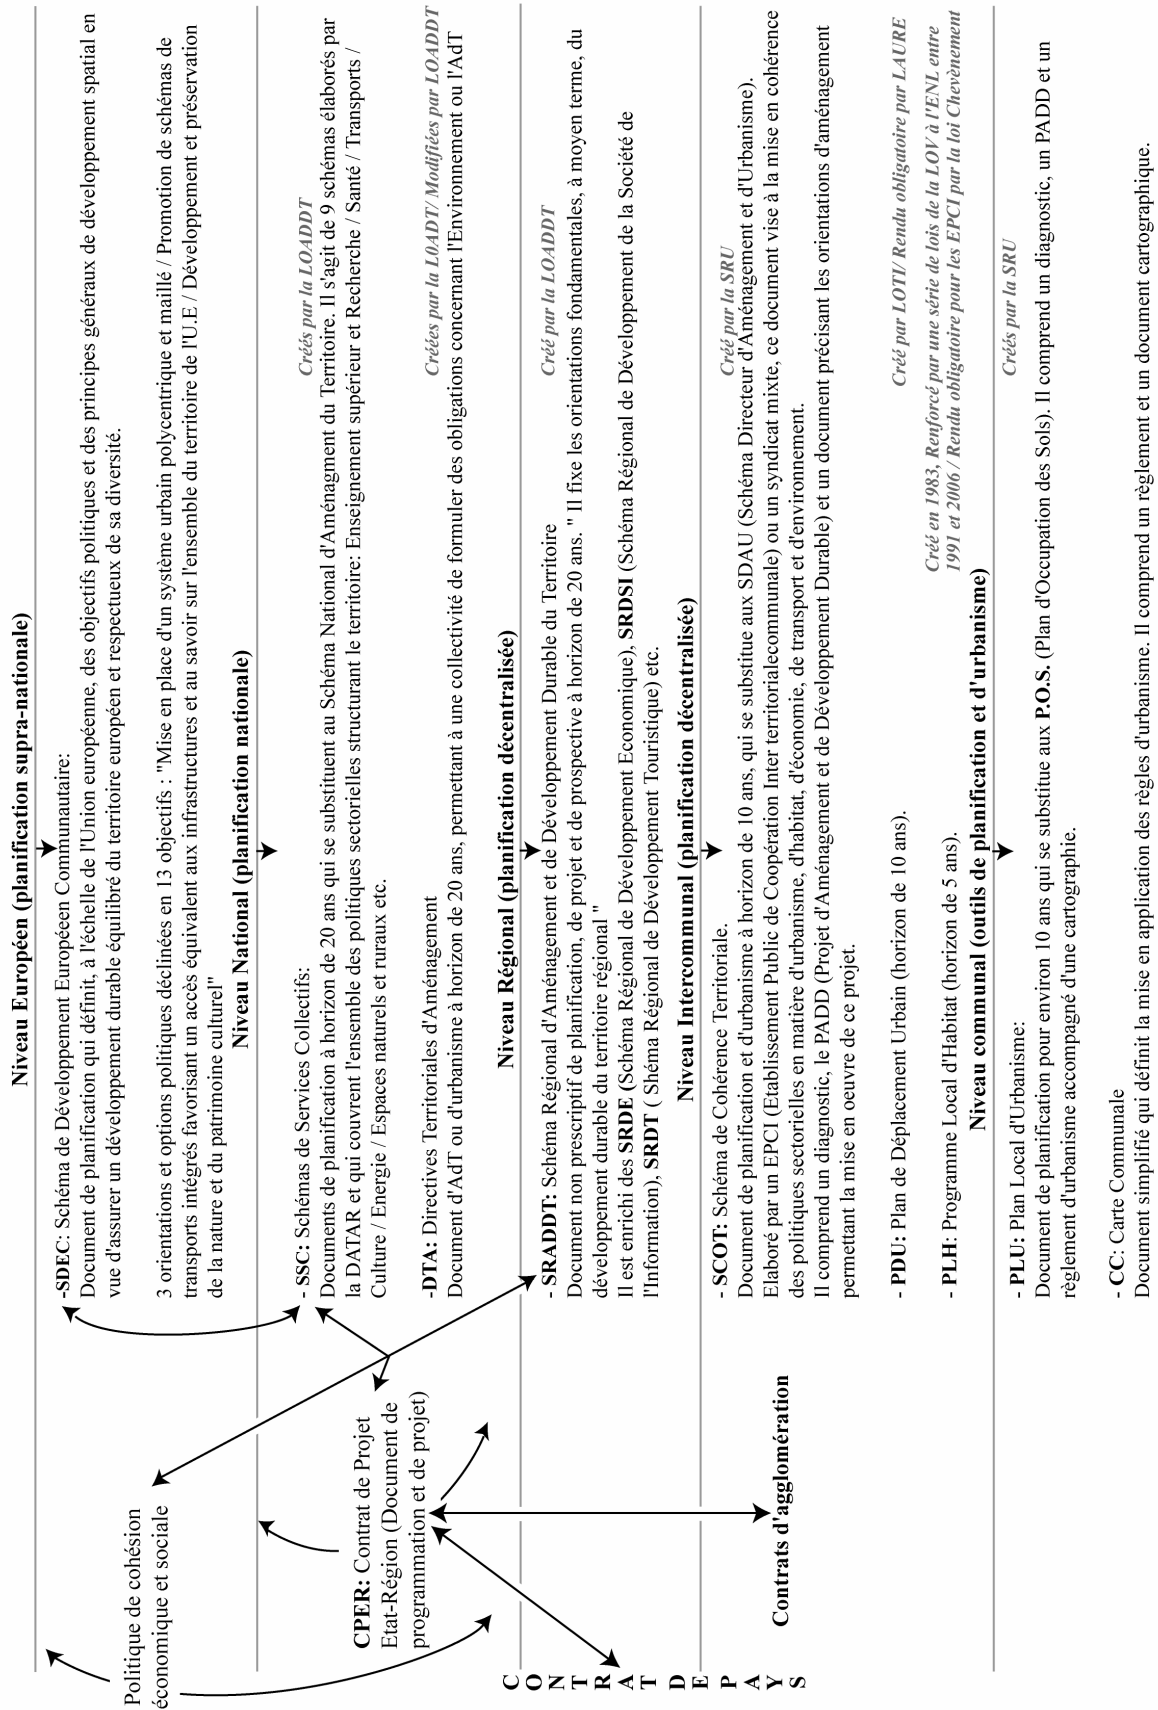 Niveau Européen (planification supra-nationale)
-SDEC: Schéma de Développement Européen Communautaire:
Document de planification qui définit, à l'échelle de l'Union européenne, des objectifs politiques et des principes généraux de développement spatial en
vue d'assurer un développement durable équilibré du territoire européen et respectueux de sa diversité.
3 orientations et options politiques déclinées en 13 objectifs : "Mise en place d'un système urbain polycentrique et maillé / Promotion de schémas de
transports intégrés favorisant un accès équivalent aux infrastructures et au savoir sur l'ensemble du territoire de l'U.E / Développement et préservation
de la nature et du patrimoine culturel"
Politique de cohésion
économique et sociale
Niveau National (planification nationale)
Créés par la LOADDT
- SSC: Schémas de Services Collectifs:
Documents de planification à horizon de 20 ans qui se substituent au Schéma National d'Aménagment du Territoire. Il s'agit de 9 schémas élaborés par
la DATAR et qui couvrent l'ensemble des politiques sectorielles structurant le territoire: Enseignement supérieur et Recherche / Santé / Transports /
Culture / Energie / Espaces naturels et ruraux etc.
Créées par la L0ADT/ Modifiées par LOADDT
-DTA: Directives Territoriales d'Aménagement
Document d'AdT ou d'urbanisme à horizon de 20 ans, permettant à une collectivité de formuler des obligations concernant l'Environnement ou l'AdT
CPER: Contrat de Projet
Etat-Région (Document de
programmation et de projet)
Niveau Régional (planification décentralisée)
Créé par la LOADDT
- SRADDT: Schéma Régional d'Aménagement et de Développement Durable du Territoire
Document non prescriptif de planification, de projet et de prospective à horizon de 20 ans. " Il fixe les orientations fondamentales, à moyen terme, du
développement durable du territoire régional "
Il est enrichi des SRDE (Schéma Régional de Développement Economique), SRDSI (Schéma Régional de Développement de la Société de
l'Information), SRDT ( Shéma Régional de Développement Touristique) etc.
Niveau Intercommunal (planification décentralisée)
Créé par la SRU
- SCOT: Schéma de Cohérence Territoriale.
Document de planification et d'urbanisme à horizon de 10 ans, qui se substitue aux SDAU (Schéma Directeur d'Aménagement et d'Urbanisme).
Elaboré par un EPCI (Etablissement Public de Coopération Inter territorialecommunale) ou un syndicat mixte, ce document vise à la mise en cohérence
des politiques sectorielles en matière d'urbanisme, d'habitat, d'économie, de transport et d'environnement.
Il comprend un diagnostic, le PADD (Projet d'Aménagement et de Développement Durable) et un document précisant les orientations d'aménagement
permettant la mise en oeuvre de ce projet.
Créé par LOTI/ Rendu obligatoire par LAURE
- PDU: Plan de Déplacement Urbain (horizon de 10 ans).
Créé en 1983, Renforcé par une série de lois de la LOV à l'ENL entre
1991 et 2006 / Rendu obligatoire pour les EPCI par la loi Chevènement
- PLH: Programme Local d'Habitat (horizon de 5 ans).
Contrats d'agglomération
CONTRAT DE PAYS
Niveau communal (outils de planification et d'urbanisme)
Créés par la SRU
- PLU: Plan Local d'Urbanisme:
Document de planification pour environ 10 ans qui se substitue aux P.O.S. (Plan d'Occupation des Sols). Il comprend un diagnostic, un PADD et un
règlement d'urbanisme accompagné d'une cartographie.
- CC: Carte Communale
Document simplifié qui définit la mise en application des règles d'urbanisme. Il comprend un règlement et un document cartographique.